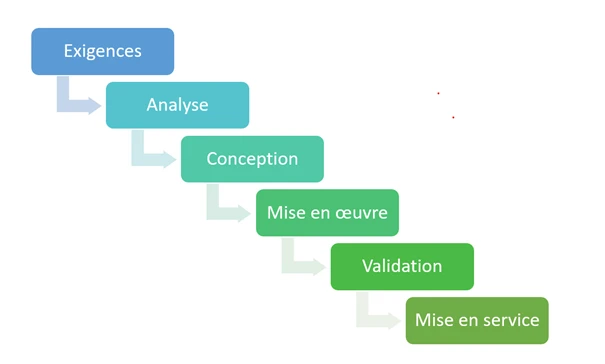 Exigences
Analyse
Conception
Mise en œuvre
Validation
Mise en service